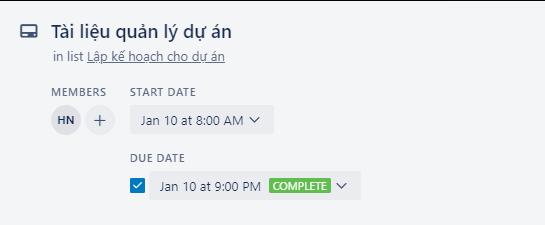 Tài liệu quản lý dự án
in list Lập kế hoạch cho dự án
MEMBERS START DATE
HN + Jan 10 at 8:00 AM
DUE DATE
Jan 10 at 9:00 PM COMPLETE